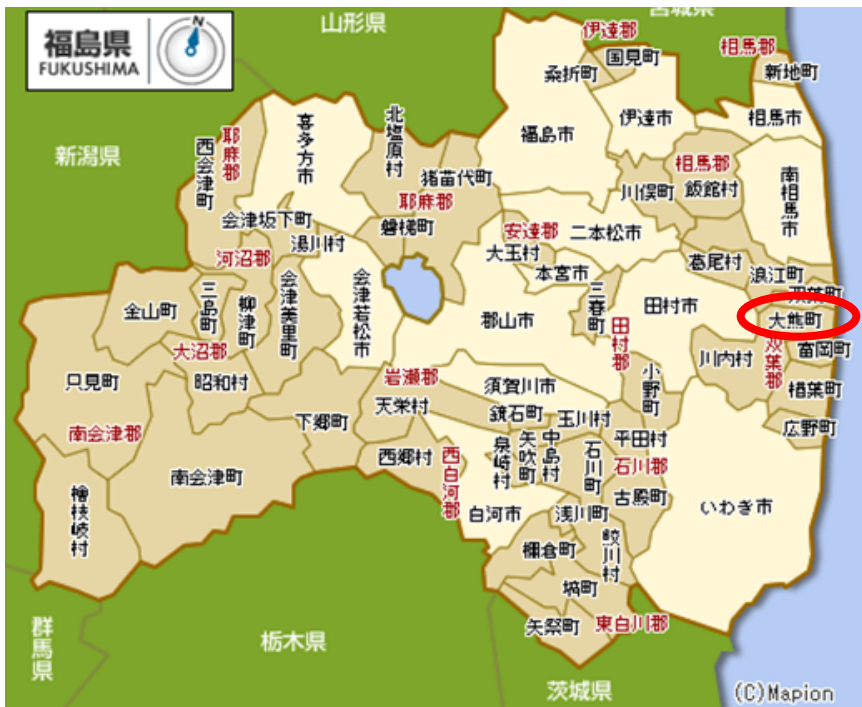 福島県
FUKUSHIMA
N
山形県
宮城県
新潟県
伊達郡
国見町
桑折町
相馬郡
新地町
福島市
伊達市
相馬市
喜多方市
北塩原村
耶麻郡
西会津町
猪苗代町
耶麻郡
磐梯町
相馬郡
飯館村
川俣町
南相馬市
会津坂下町
湯川村
河沼郡
安達郡
大玉村
二本松市
本宮市
葛尾村
浪江町
双葉町
大熊町
金山町
三島町
柳津町
会津美里町
会津若松市
郡山市
三春町
田村市
田村郡
小野町
川内村
双葉郡
富岡町
楢葉町
広野町
大沼郡
昭和村
只見町
岩瀬郡
天栄村
須賀川市
鏡石町
玉川村
平田村
下郷町
南会津郡
南会津町
檜枝岐村
西郷村
西白河郡
泉崎村
矢吹町
中島村
石川町
石川郡
古殿町
白河市
浅川町
いわき市
棚倉町
鮫川村
塙町
矢祭町
東白川郡
群馬県
栃木県
茨城県
(C)Mapion